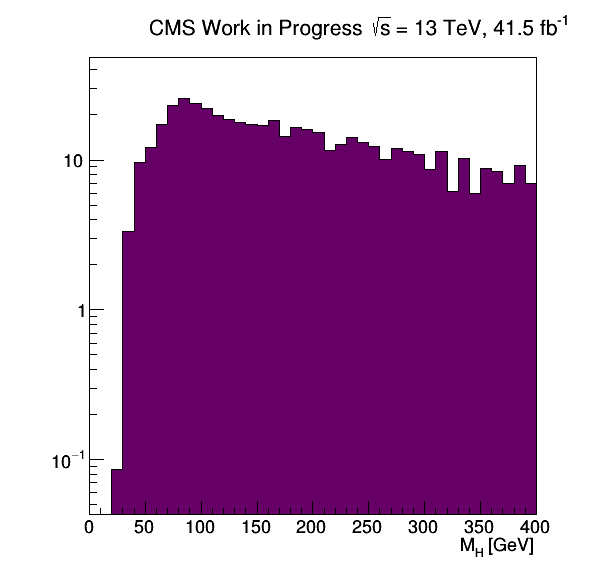 CMS Work in Progress √s = 13 TeV, 41.5 fb⁻¹
10
1
10⁻¹
0 50 100 150 200 250 300 350 400
M_H [GeV]